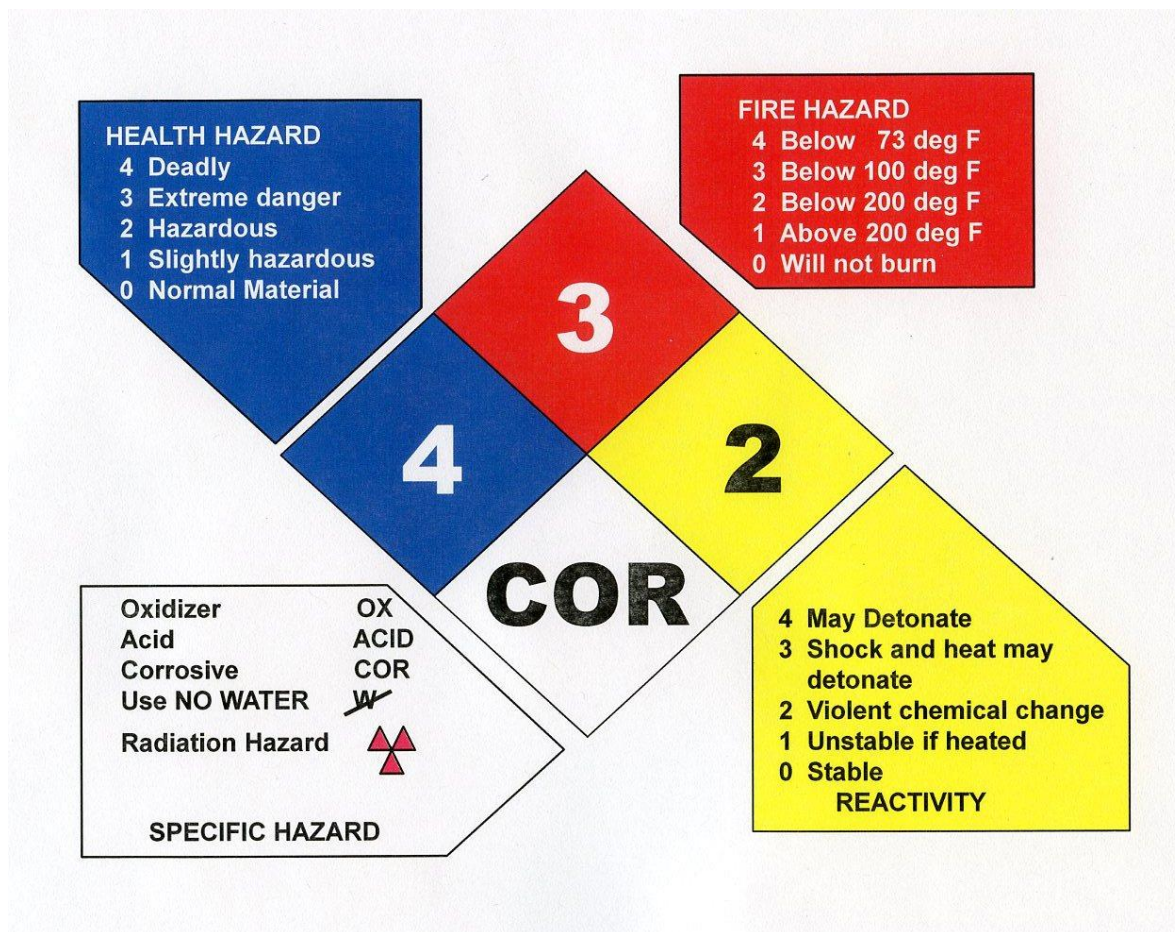 HEALTH HAZARD
4 Deadly
3 Extreme danger
2 Hazardous
1 Slightly hazardous
0 Normal Material
FIRE HAZARD
4 Below 73 deg F
3 Below 100 deg F
2 Below 200 deg F
1 Above 200 deg F
0 Will not burn
3
4
2
COR
Oxidizer OX
Acid ACID
Corrosive COR
Use NO WATER W
Radiation Hazard
SPECIFIC HAZARD
4 May Detonate
3 Shock and heat may
detonate
2 Violent chemical change
1 Unstable if heated
0 Stable
REACTIVITY